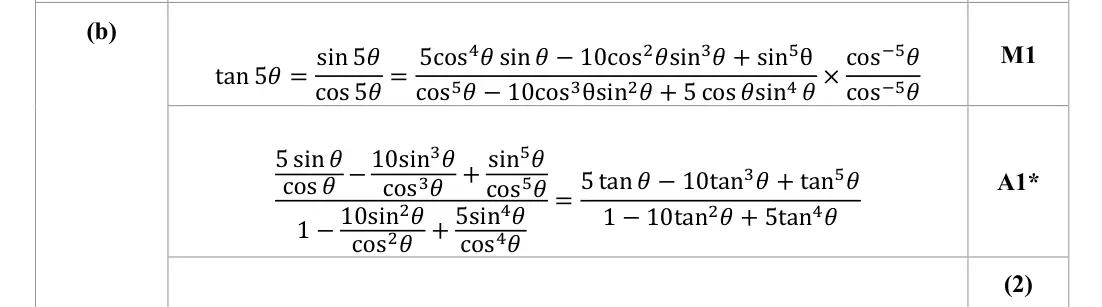 (b)
tan 5θ = sin 5θ / cos 5θ = (5cos⁴θ sin θ − 10cos²θsin³θ + sin⁵θ) / (cos⁵θ − 10cos³θsin²θ + 5 cos θsin⁴ θ) × cos⁻⁵θ / cos⁻⁵θ M1
(5 sin θ / cos θ − 10sin³θ / cos³θ + sin⁵θ / cos⁵θ) / (1 − 10sin²θ / cos²θ + 5sin⁴θ / cos⁴θ) = (5 tan θ − 10tan³θ + tan⁵θ) / (1 − 10tan²θ + 5tan⁴θ) A1*
(2)